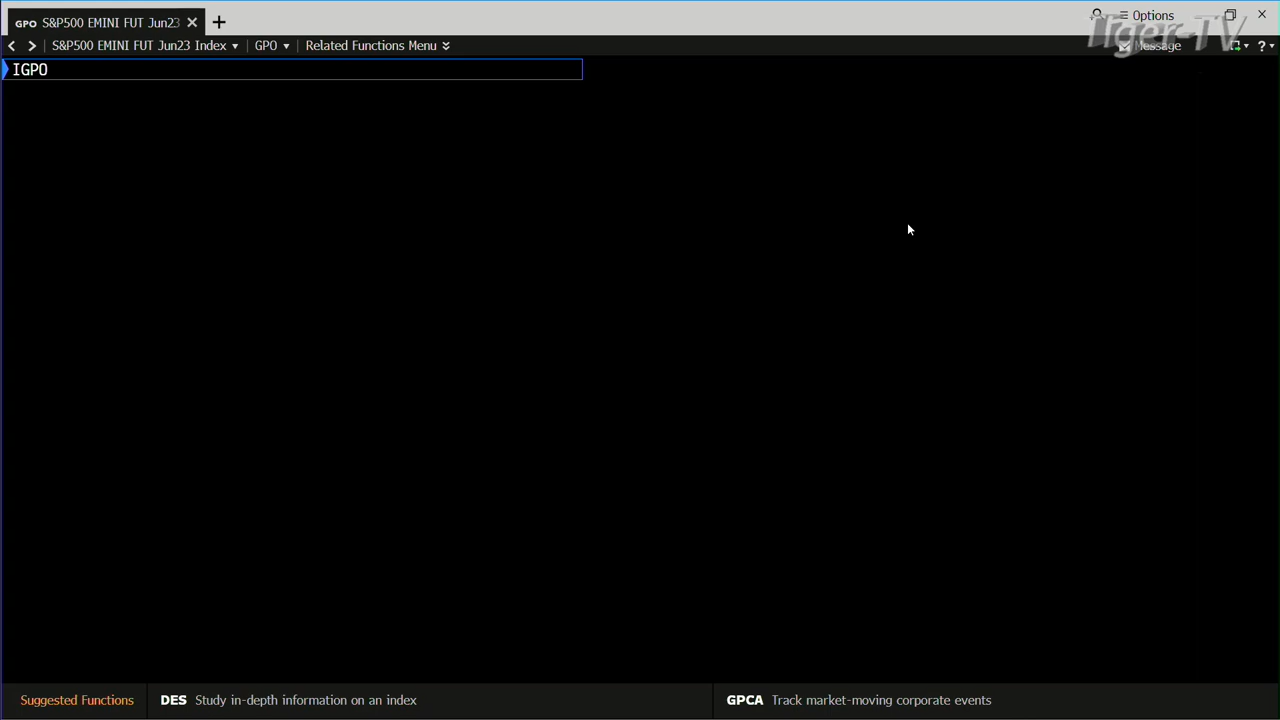 GPO S&P500 EMINI FUT Jun23
Options
S&P500 EMINI FUT Jun23 Index GPO Related Functions Menu Message ?
Tiger-TV
IGPO
Suggested Functions DES Study in-depth information on an index GPCA Track market-moving corporate events